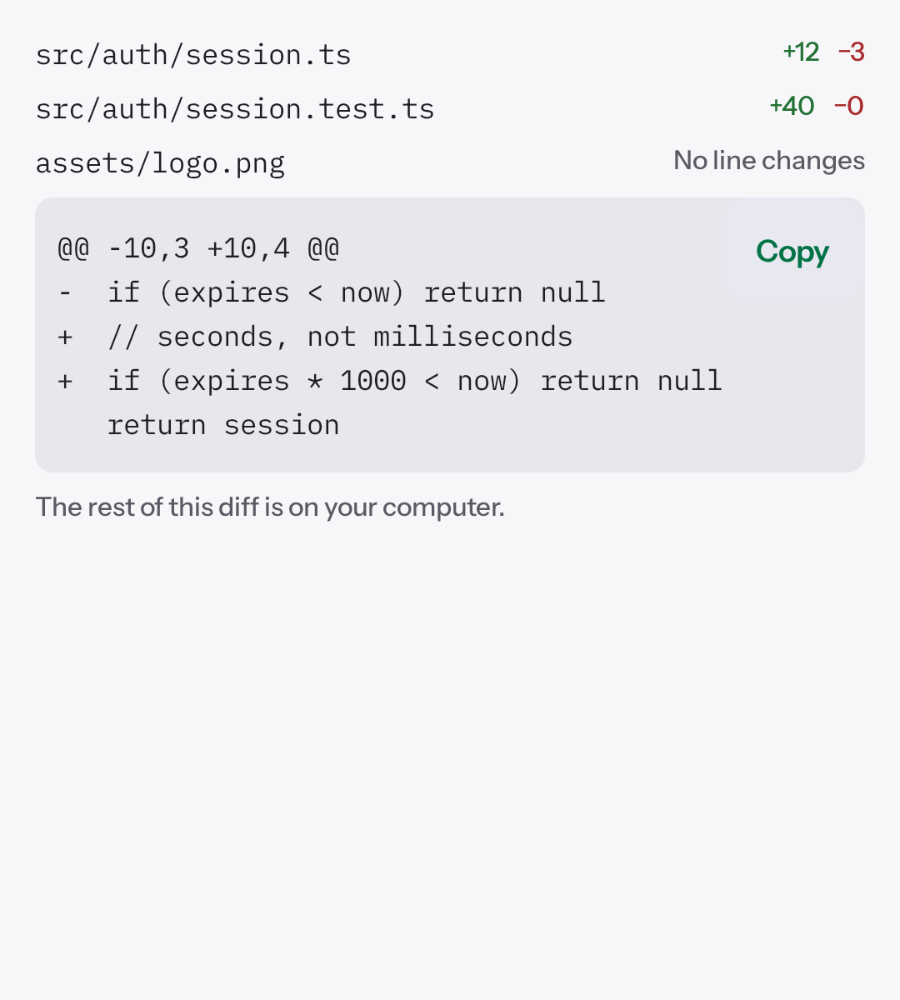 src/auth/session.ts +12 −3
src/auth/session.test.ts +40 −0
assets/logo.png No line changes
@@ -10,3 +10,4 @@ Copy
-  if (expires < now) return null
+  // seconds, not milliseconds
+  if (expires * 1000 < now) return null
   return session
The rest of this diff is on your computer.